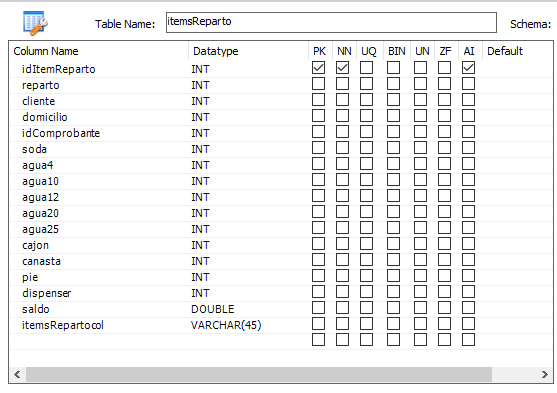 Table Name: itemsReparto Schema:
Column Name Datatype PK NN UQ BIN UN ZF AI Default
idItemReparto INT
reparto INT
cliente INT
domicilio INT
idComprobante INT
soda INT
agua4 INT
agua10 INT
agua12 INT
agua20 INT
agua25 INT
cajon INT
canasta INT
pie INT
dispenser INT
saldo DOUBLE
itemsRepartocol VARCHAR(45)